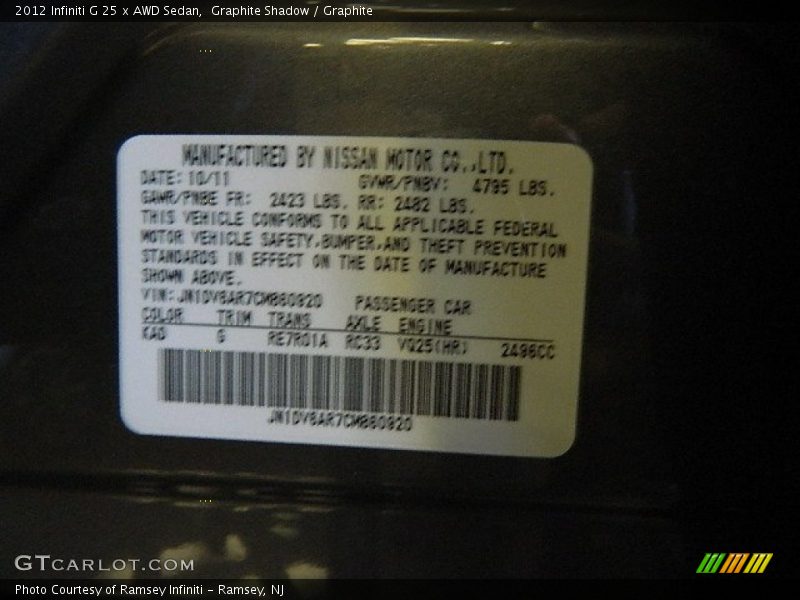 2012 Infiniti G 25 x AWD Sedan,  Graphite Shadow / Graphite
MANUFACTURED BY NISSAN MOTOR CO.,LTD.
DATE: 10/11 GVWR/PNBV: 4795 LBS.
GAWR/PNBE FR: 2423 LBS. RR: 2482 LBS.
THIS VEHICLE CONFORMS TO ALL APPLICABLE FEDERAL
MOTOR VEHICLE SAFETY,BUMPER,AND THEFT PREVENTION
STANDARDS IN EFFECT ON THE DATE OF MANUFACTURE
SHOWN ABOVE.
VIN: PASSENGER CAR
COLOR TRIM TRANS AXLE ENGINE
KAD G RE7R01A RC33 VQ25(HR) 2496CC
GTCARLOT.COM
Photo Courtesy of Ramsey Infiniti - Ramsey, NJ